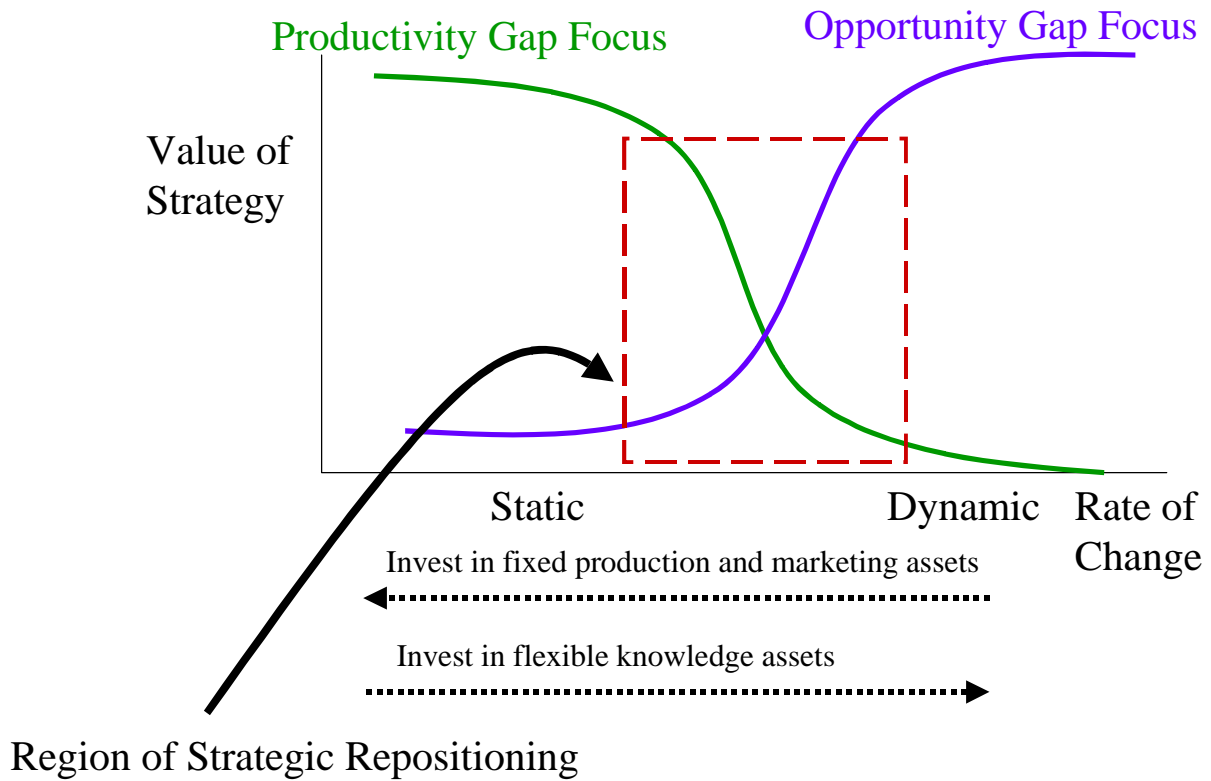 Productivity Gap Focus
Opportunity Gap Focus
Value of
Strategy
Static
Dynamic
Rate of
Change
Invest in fixed production and marketing assets
Invest in flexible knowledge assets
Region of Strategic Repositioning